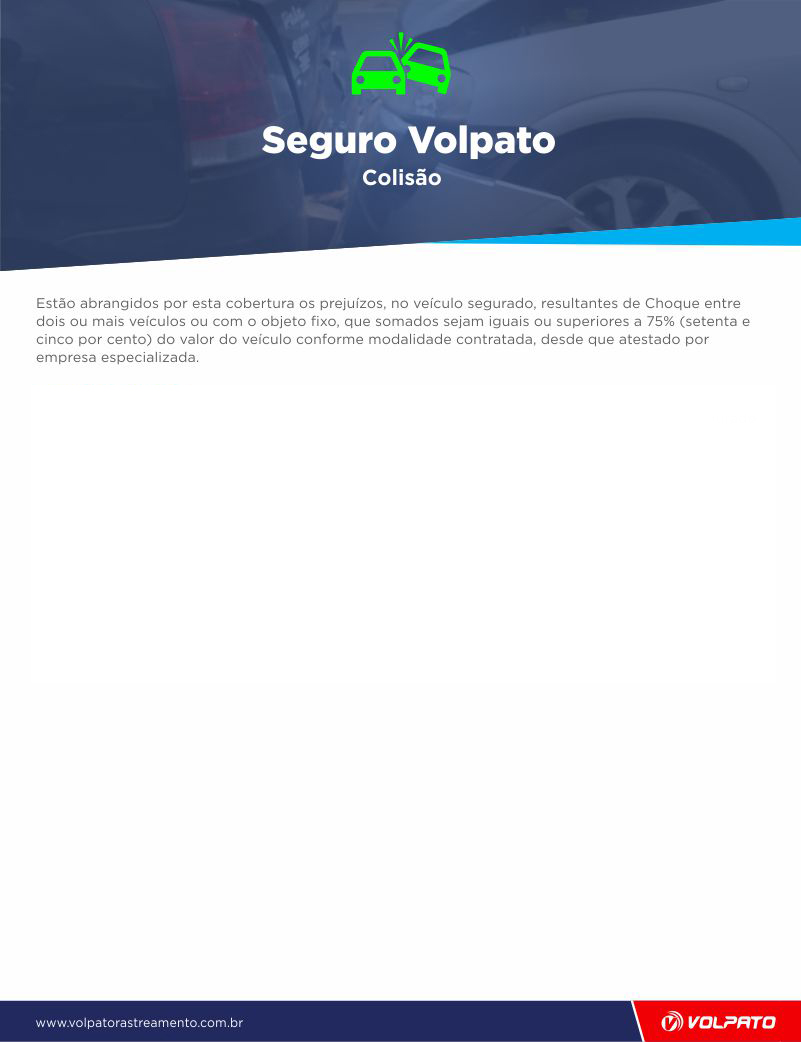 Seguro Volpato
Colisão
Estão abrangidos por esta cobertura os prejuízos, no veículo segurado, resultantes de Choque entre
dois ou mais veículos ou com o objeto fixo, que somados sejam iguais ou superiores a 75% (setenta e
cinco por cento) do valor do veículo conforme modalidade contratada, desde que atestado por
empresa especializada.
www.volpatorastreamento.com.br
VOLPATO